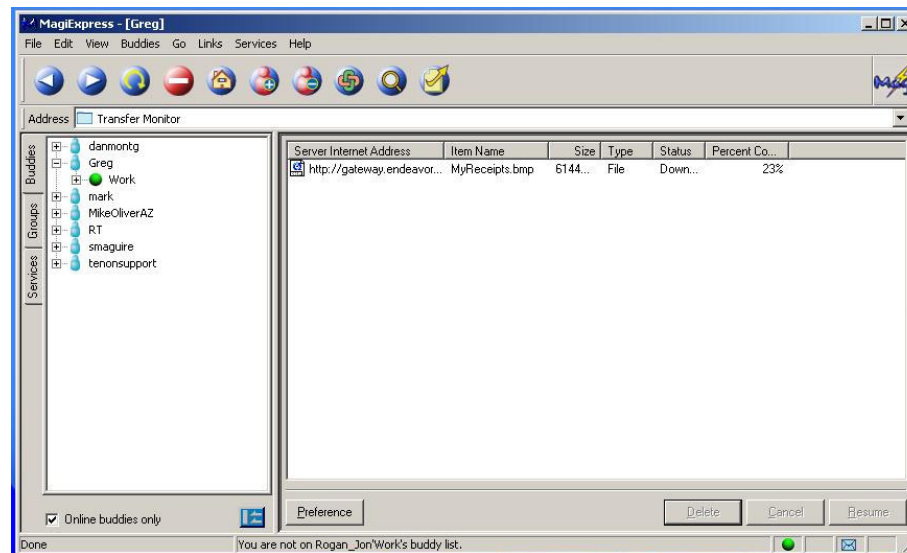 MagiExpress - [Greg]
File Edit View Buddies Go Links Services Help
magi
Address Transfer Monitor
Buddies
Groups
Services
danmontg
Greg
Work
mark
MikeOliverAZ
RT
smaguire
tenonsupport
Server Internet Address Item Name Size Type Status Percent Co...
http://gateway.endeavor... MyReceipts.bmp 6144... File Down... 23%
Online buddies only
Preference Delete Cancel Resume
Done You are not on Rogan_Jon'Work's buddy list.